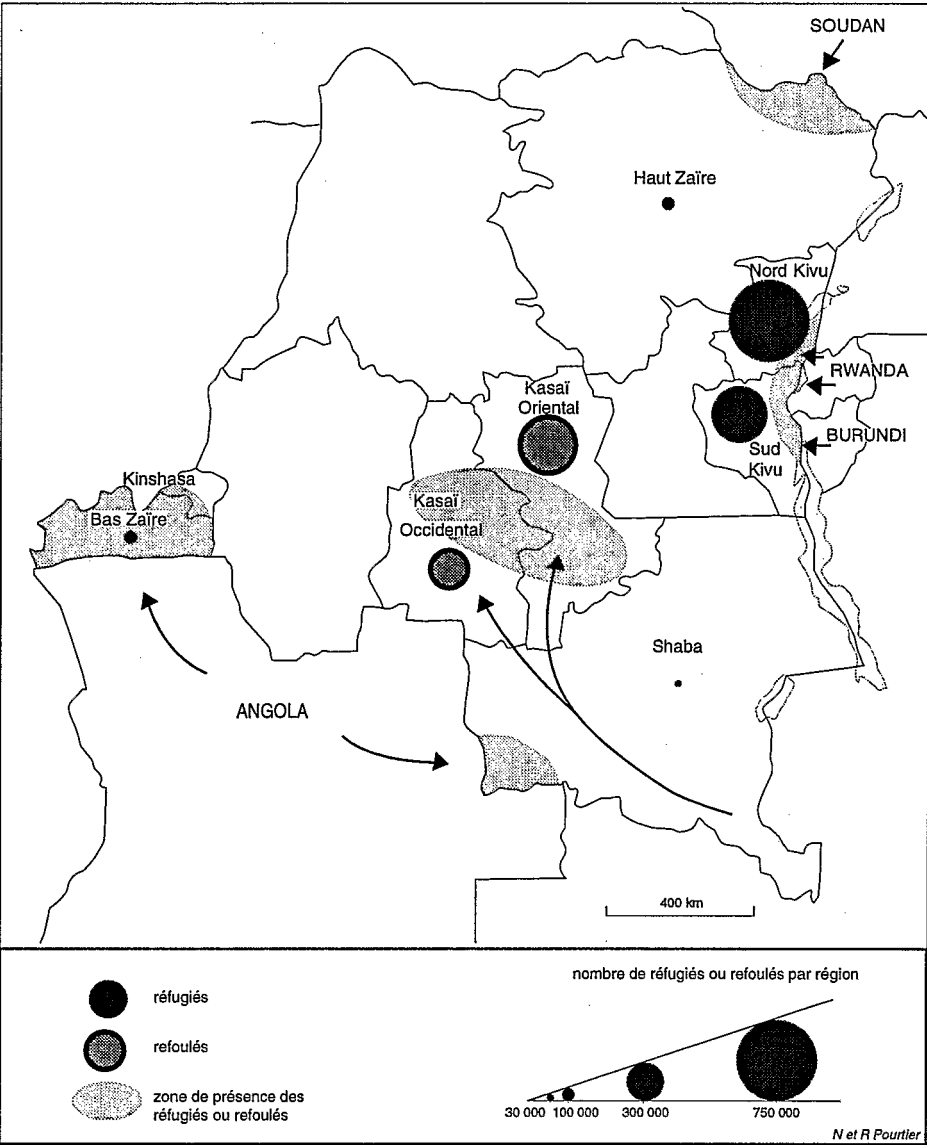 SOUDAN
Haut Zaïre
Nord Kivu
RWANDA
Kasaï
Oriental
BURUNDI
Sud
Kivu
Kinshasa
Kasaï
Bas Zaïre
Occidental
Shaba
ANGOLA
400 km
nombre de réfugiés ou refoulés par région
réfugiés
refoulés
zone de présence des
réfugiés ou refoulés
30 000 100 000 300 000 750 000
N et R Pourtier